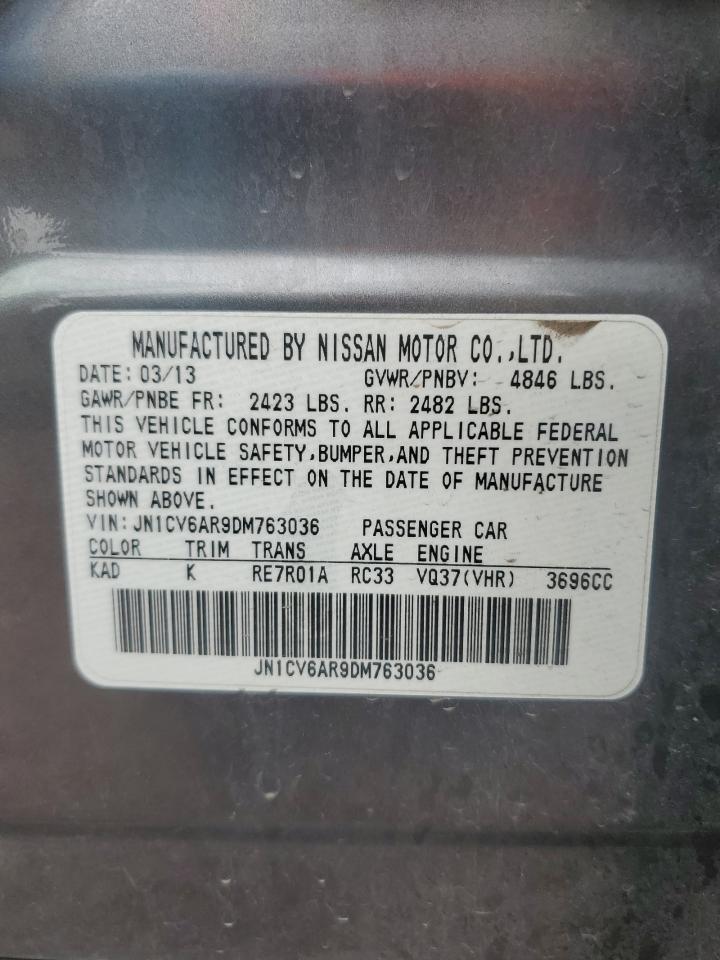 MANUFACTURED BY NISSAN MOTOR CO.,LTD.
DATE: 03/13 GVWR/PNBV: 4846 LBS.
GAWR/PNBE FR: 2423 LBS. RR: 2482 LBS.
THIS VEHICLE CONFORMS TO ALL APPLICABLE FEDERAL
MOTOR VEHICLE SAFETY,BUMPER,AND THEFT PREVENTION
STANDARDS IN EFFECT ON THE DATE OF MANUFACTURE
SHOWN ABOVE.
VIN: JN1CV6AR9DM763036 PASSENGER CAR
COLOR TRIM TRANS AXLE ENGINE
KAD K RE7R01A RC33 VQ37(VHR) 3696CC
JN1CV6AR9DM763036